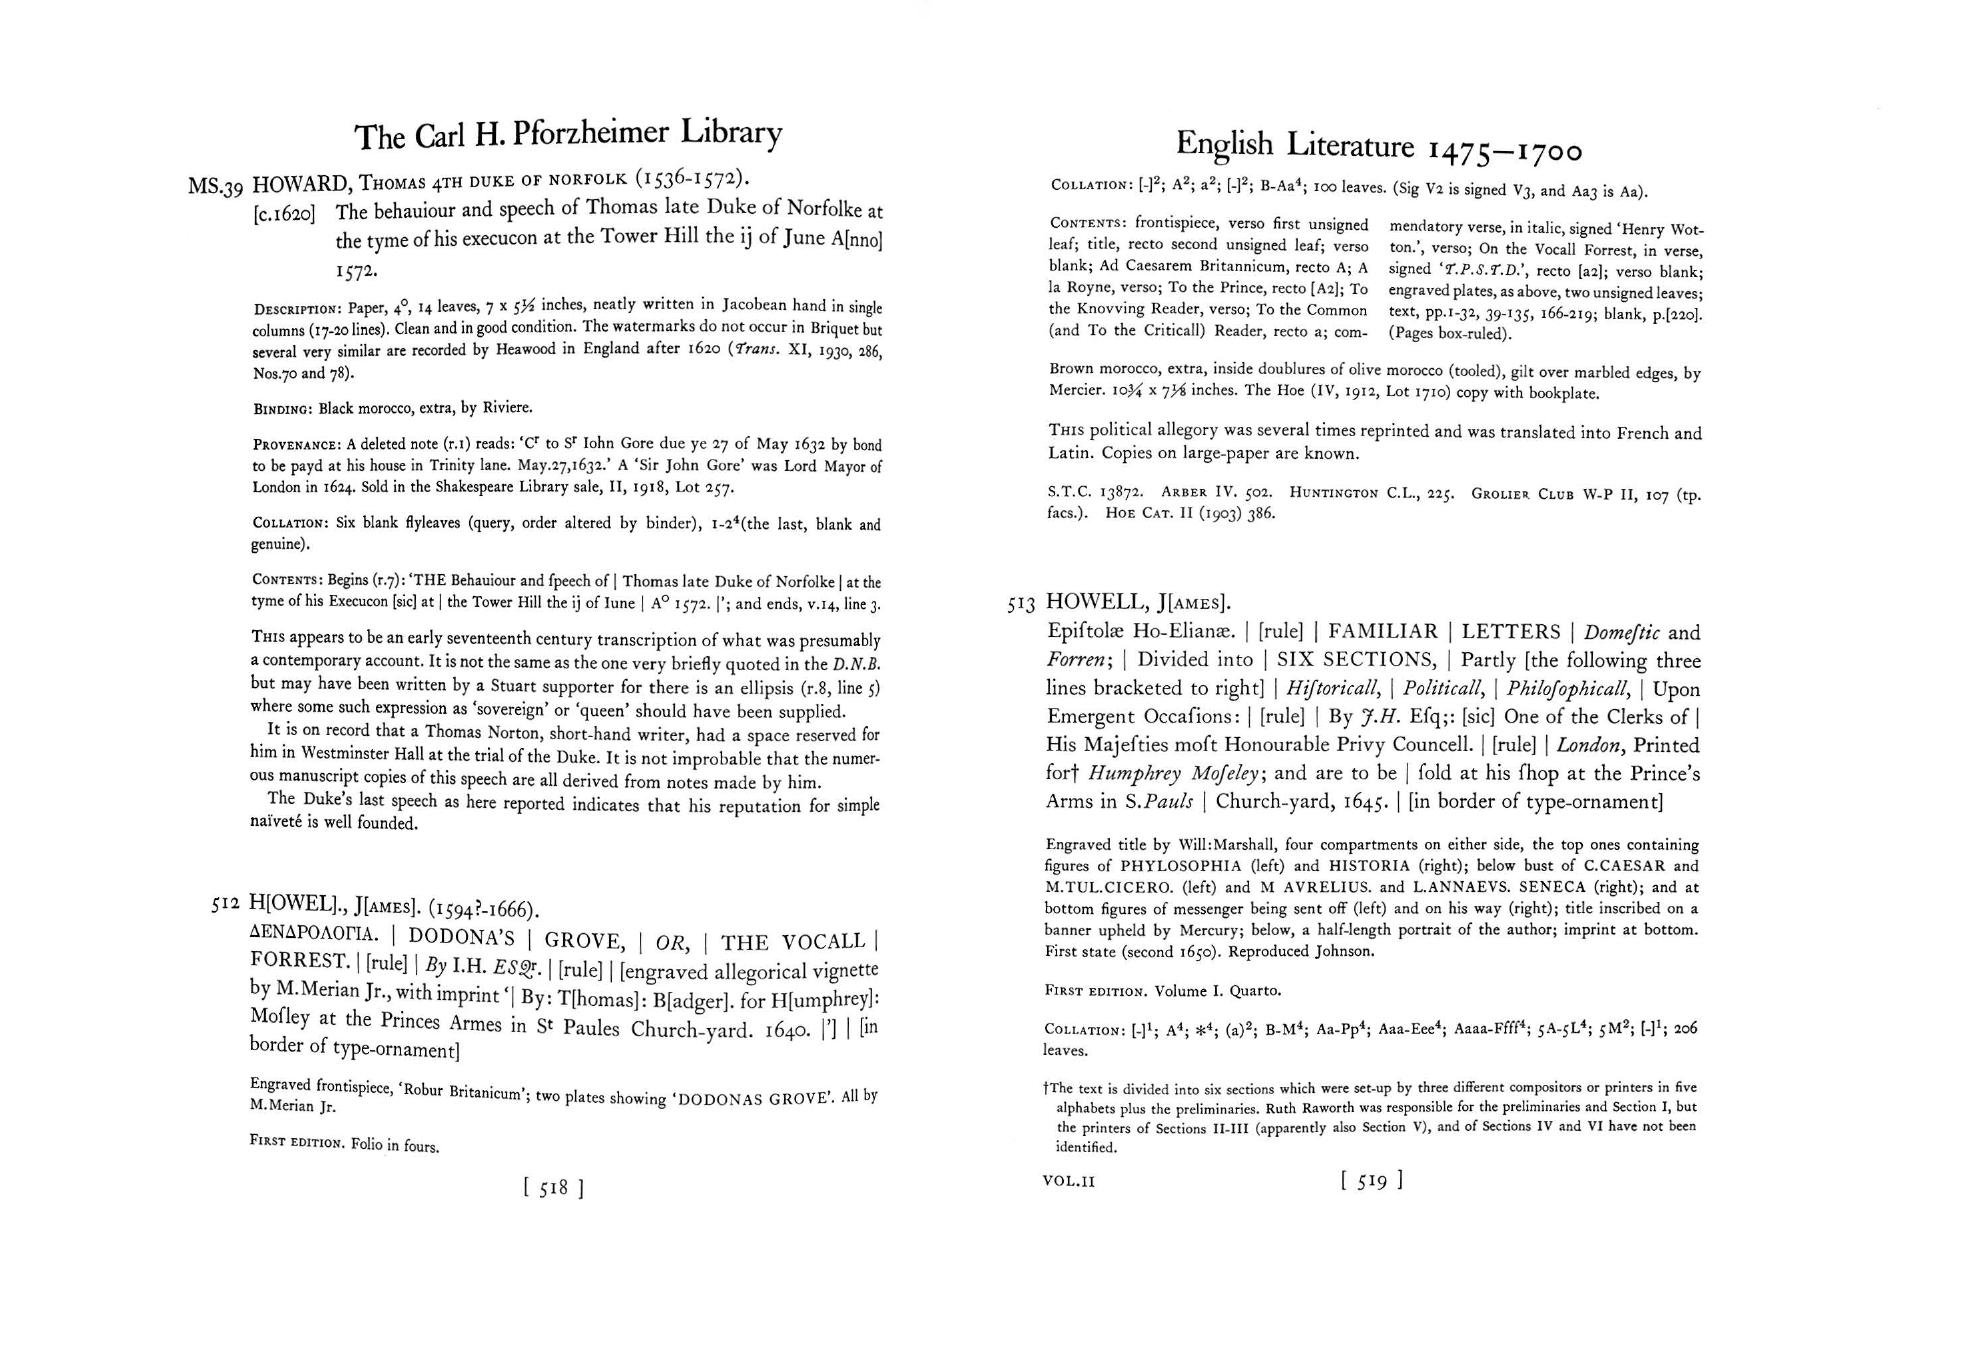 The Carl H. Pforzheimer Library
MS.39 HOWARD, THOMAS 4TH DUKE OF NORFOLK (1536-1572).
[c.1620] The behauiour and speech of Thomas late Duke of Norfolke at
the tyme of his execucon at the Tower Hill the ij of June A[nno]
1572.
DESCRIPTION: Paper, 4⁰, 14 leaves, 7 x 5½ inches, neatly written in Jacobean hand in single
columns (17-20 lines). Clean and in good condition. The watermarks do not occur in Briquet but
several very similar are recorded by Heawood in England after 1620 (Trans. XI, 1930, 286,
Nos.70 and 78).
BINDING: Black morocco, extra, by Riviere.
PROVENANCE: A deleted note (r.1) reads: ‘Cʳ to Sʳ Iohn Gore due ye 27 of May 1632 by bond
to be payd at his house in Trinity lane. May.27,1632.’ A ‘Sir John Gore’ was Lord Mayor of
London in 1624. Sold in the Shakespeare Library sale, II, 1918, Lot 257.
COLLATION: Six blank flyleaves (query, order altered by binder), 1-2⁴(the last, blank and
genuine).
CONTENTS: Begins (r.7): ‘THE Behauiour and ſpeech of | Thomas late Duke of Norfolke | at the
tyme of his Execucon [sic] at | the Tower Hill the ij of Iune | A⁰ 1572. |’; and ends, v.14, line 3.
THIS appears to be an early seventeenth century transcription of what was presumably
a contemporary account. It is not the same as the one very briefly quoted in the D.N.B.
but may have been written by a Stuart supporter for there is an ellipsis (r.8, line 5)
where some such expression as ‘sovereign’ or ‘queen’ should have been supplied.
It is on record that a Thomas Norton, short-hand writer, had a space reserved for
him in Westminster Hall at the trial of the Duke. It is not improbable that the numer-
ous manuscript copies of this speech are all derived from notes made by him.
The Duke’s last speech as here reported indicates that his reputation for simple
naïveté is well founded.
512 H[OWEL]., J[AMES]. (1594?-1666).
ΔΕΝΔΡΟΛΟΓΙΑ. | DODONA’S | GROVE, | OR, | THE VOCALL |
FORREST. | [rule] | By I.H. ESQʳ. | [rule] | [engraved allegorical vignette
by M.Merian Jr., with imprint ‘| By: T[homas]: B[adger]. for H[umphrey]:
Moſley at the Princes Armes in Sᵗ Paules Church-yard. 1640. |’] | [in
border of type-ornament]
Engraved frontispiece, ‘Robur Britanicum’; two plates showing ‘DODONAS GROVE’. All by
M.Merian Jr.
FIRST EDITION. Folio in fours.
[ 518 ]
English Literature 1475—1700
COLLATION: [-]²; A²; a²; [-]²; B-Aa⁴; 100 leaves. (Sig V2 is signed V3, and Aa3 is Aa).
CONTENTS: frontispiece, verso first unsigned
leaf; title, recto second unsigned leaf; verso
blank; Ad Caesarem Britannicum, recto A; A
la Royne, verso; To the Prince, recto [A2]; To
the Knovving Reader, verso; To the Common
(and To the Criticall) Reader, recto a; com-
mendatory verse, in italic, signed ‘Henry Wot-
ton.’, verso; On the Vocall Forrest, in verse,
signed ‘T.P.S.T.D.’, recto [a2]; verso blank;
engraved plates, as above, two unsigned leaves;
text, pp.1-32, 39-135, 166-219; blank, p.[220].
(Pages box-ruled).
Brown morocco, extra, inside doublures of olive morocco (tooled), gilt over marbled edges, by
Mercier. 10¾ x 7⅛ inches. The Hoe (IV, 1912, Lot 1710) copy with bookplate.
THIS political allegory was several times reprinted and was translated into French and
Latin. Copies on large-paper are known.
S.T.C. 13872. ARBER IV. 502. HUNTINGTON C.L., 225. GROLIER CLUB W-P II, 107 (tp.
facs.). HOE CAT. II (1903) 386.
513 HOWELL, J[AMES].
Epiſtolæ Ho-Elianæ. | [rule] | FAMILIAR | LETTERS | Domeſtic and
Forren; | Divided into | SIX SECTIONS, | Partly [the following three
lines bracketed to right] | Hiſtoricall, | Politicall, | Philoſophicall, | Upon
Emergent Occaſions: | [rule] | By J.H. Eſq;: [sic] One of the Clerks of |
His Majeſties moſt Honourable Privy Councell. | [rule] | London, Printed
for† Humphrey Moſeley; and are to be | ſold at his ſhop at the Prince’s
Arms in S.Pauls | Church-yard, 1645. | [in border of type-ornament]
Engraved title by Will:Marshall, four compartments on either side, the top ones containing
figures of PHYLOSOPHIA (left) and HISTORIA (right); below bust of C.CAESAR and
M.TUL.CICERO. (left) and M AVRELIUS. and L.ANNAEVS. SENECA (right); and at
bottom figures of messenger being sent off (left) and on his way (right); title inscribed on a
banner upheld by Mercury; below, a half-length portrait of the author; imprint at bottom.
First state (second 1650). Reproduced Johnson.
FIRST EDITION. Volume I. Quarto.
COLLATION: [-]¹; A⁴; *⁴; (a)²; B-M⁴; Aa-Pp⁴; Aaa-Eee⁴; Aaaa-Ffff⁴; 5A-5L⁴; 5M²; [-]¹; 206
leaves.
†The text is divided into six sections which were set-up by three different compositors or printers in five
alphabets plus the preliminaries. Ruth Raworth was responsible for the preliminaries and Section I, but
the printers of Sections II-III (apparently also Section V), and of Sections IV and VI have not been
identified.
VOL.II [ 519 ]